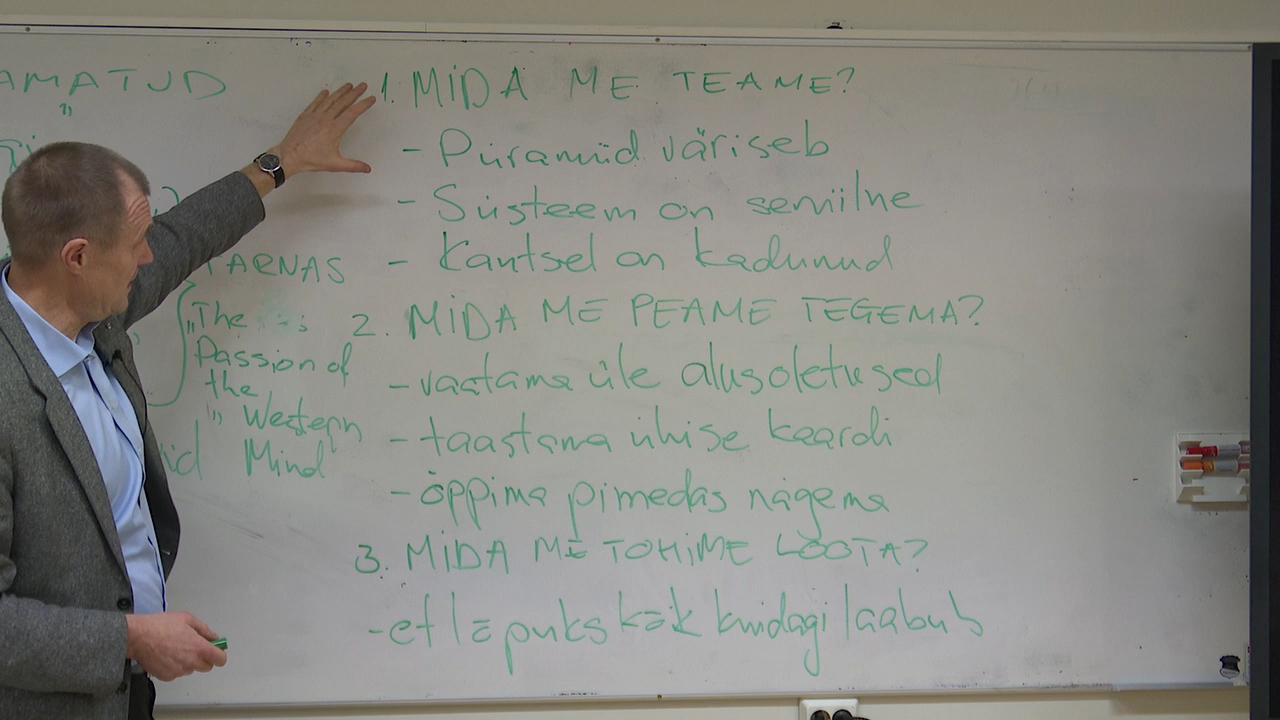 AMATUD
"
TARNAS
"The
Passion of
the
" Western
Mind
1. MIDA ME TEAME?
- Püramiid väriseb
- Süsteem on seniilne
- Kantsel on kadunud
2. MIDA ME PEAME TEGEMA?
- vaatama üle alusoletused
- taastama ühise kaardi
- õppima pimedas nägema
3. MIDA ME TOHIME LOOTA?
- et lõpuks kõik kuidagi laabub